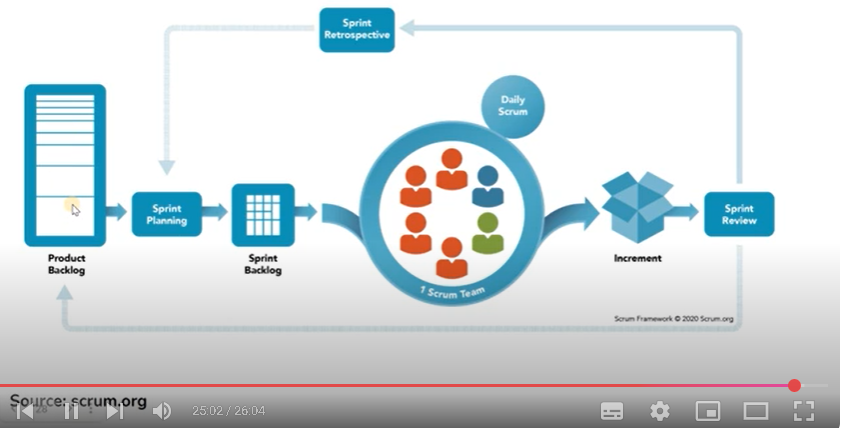 Sprint
Retrospective
Daily
Scrum
Sprint
Planning
Sprint
Review
Product
Backlog
Sprint
Backlog
1 Scrum Team
Increment
Scrum Framework © 2020 Scrum.org
Source: scrum.org
25:02 / 26:04